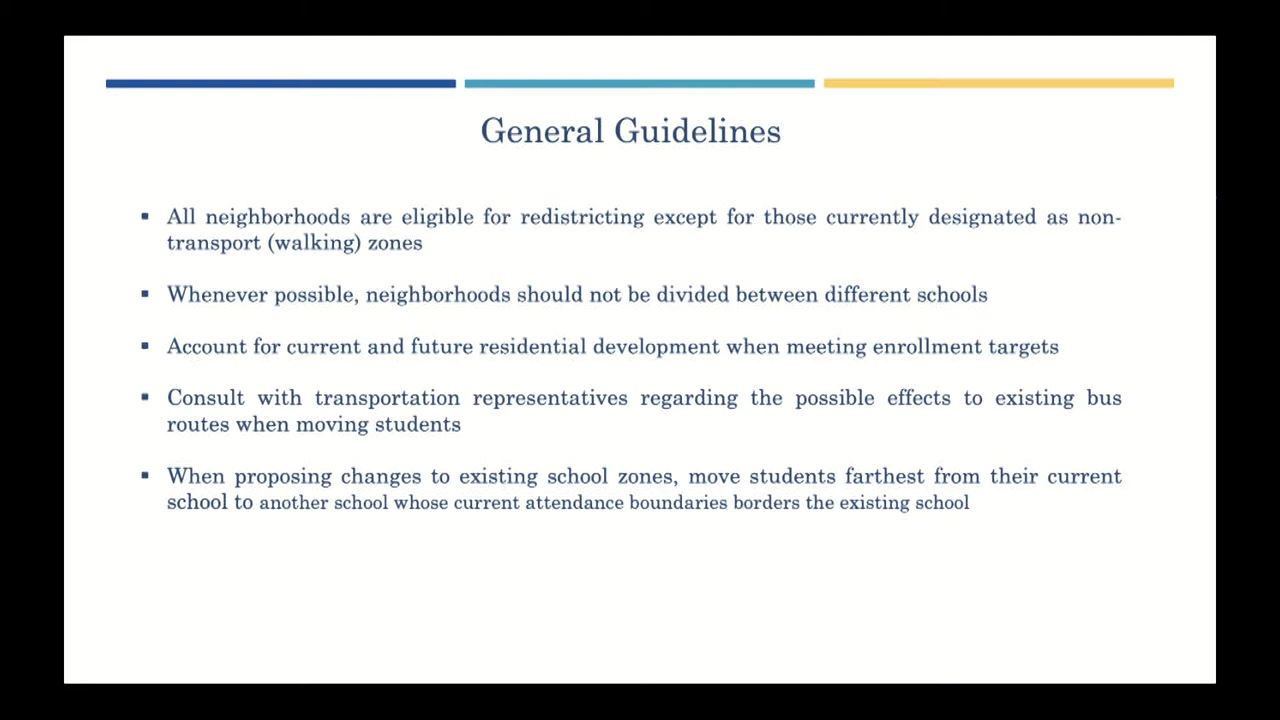 General Guidelines
▪ All neighborhoods are eligible for redistricting except for those currently designated as non-
transport (walking) zones
▪ Whenever possible, neighborhoods should not be divided between different schools
▪ Account for current and future residential development when meeting enrollment targets
▪ Consult with transportation representatives regarding the possible effects to existing bus
routes when moving students
▪ When proposing changes to existing school zones, move students farthest from their current
school to another school whose current attendance boundaries borders the existing school